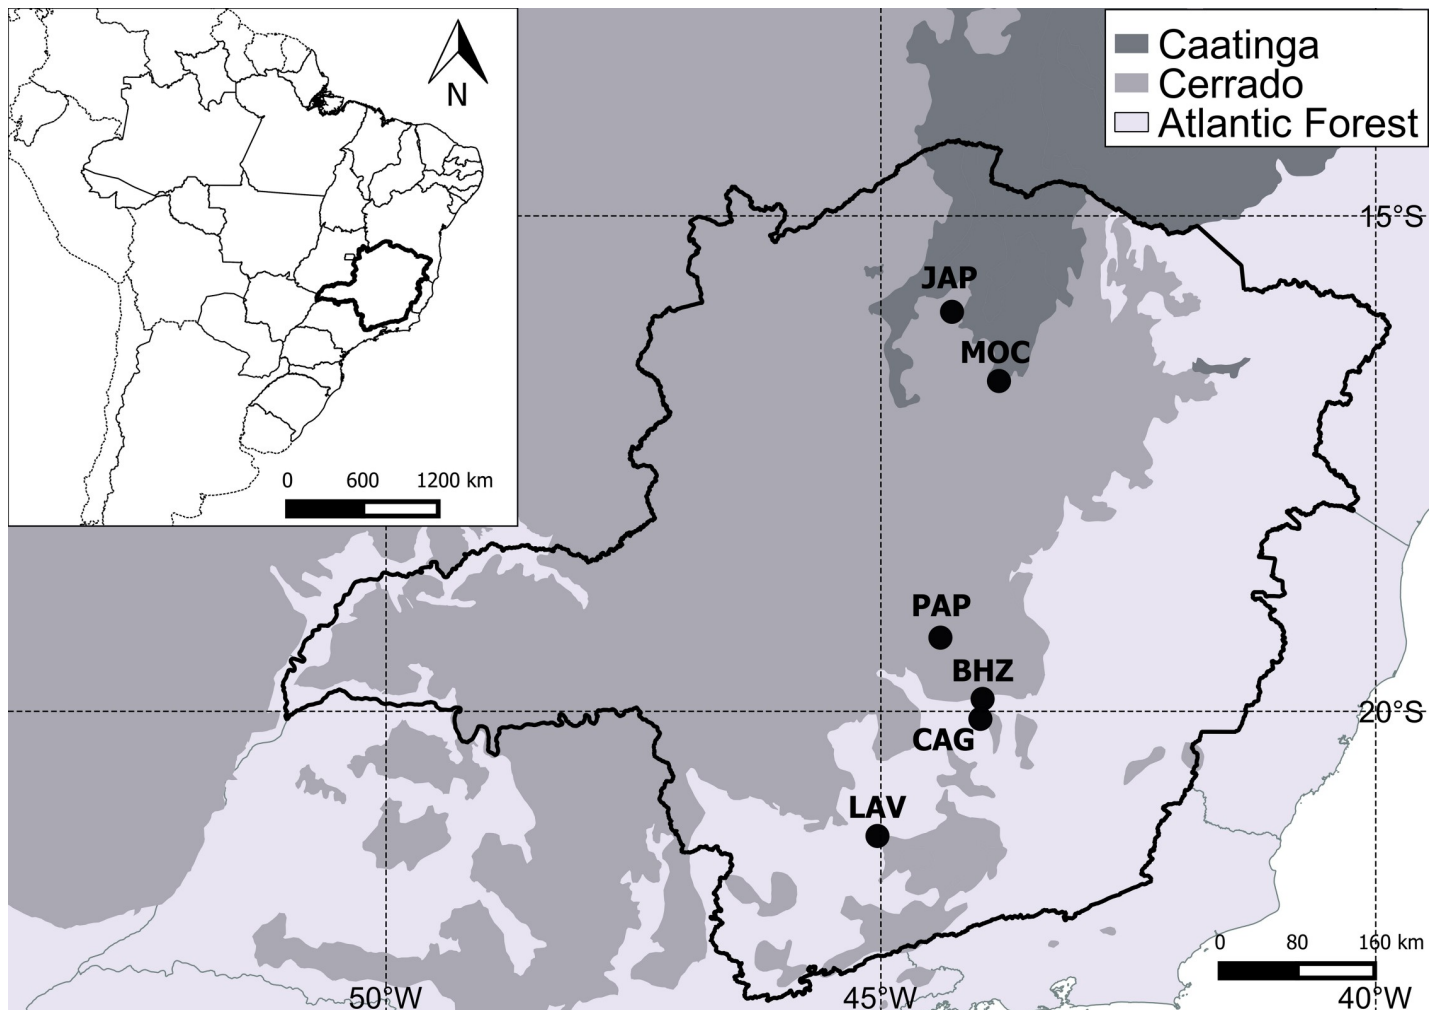 N
0 600 1200 km
Caatinga
Cerrado
Atlantic Forest
15°S
JAP
MOC
PAP
BHZ
20°S
CAG
LAV
0 80 160 km
50°W 45°W 40°W